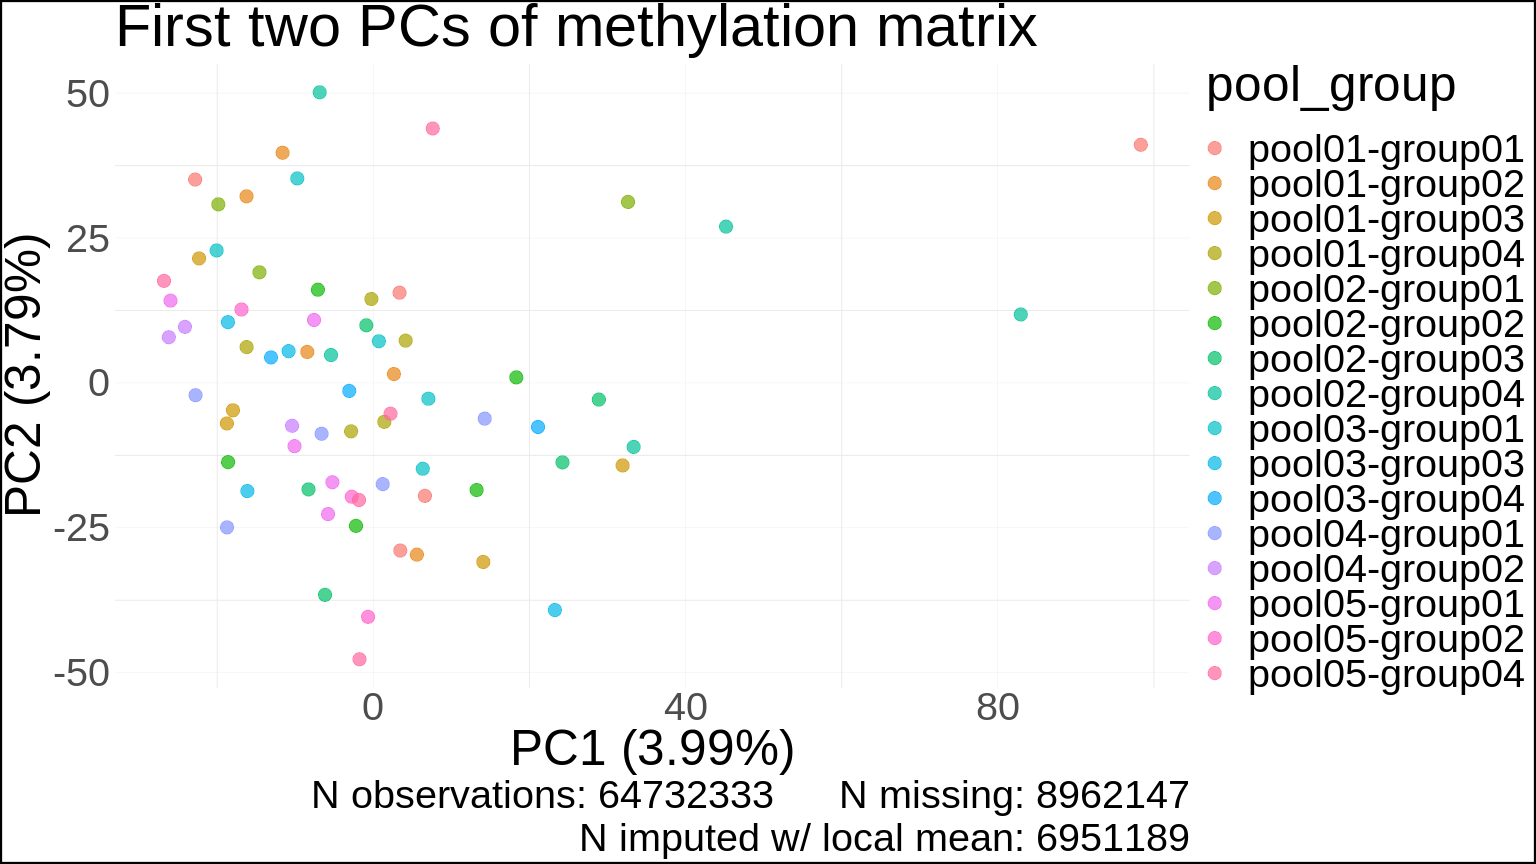 First two PCs of methylation matrix
50
25
0
-25
-50
PC2 (3.79%)
0 40 80
PC1 (3.99%)
N observations: 64732333 N missing: 8962147
N imputed w/ local mean: 6951189
pool_group
pool01-group01
pool01-group02
pool01-group03
pool01-group04
pool02-group01
pool02-group02
pool02-group03
pool02-group04
pool03-group01
pool03-group03
pool03-group04
pool04-group01
pool04-group02
pool05-group01
pool05-group02
pool05-group04